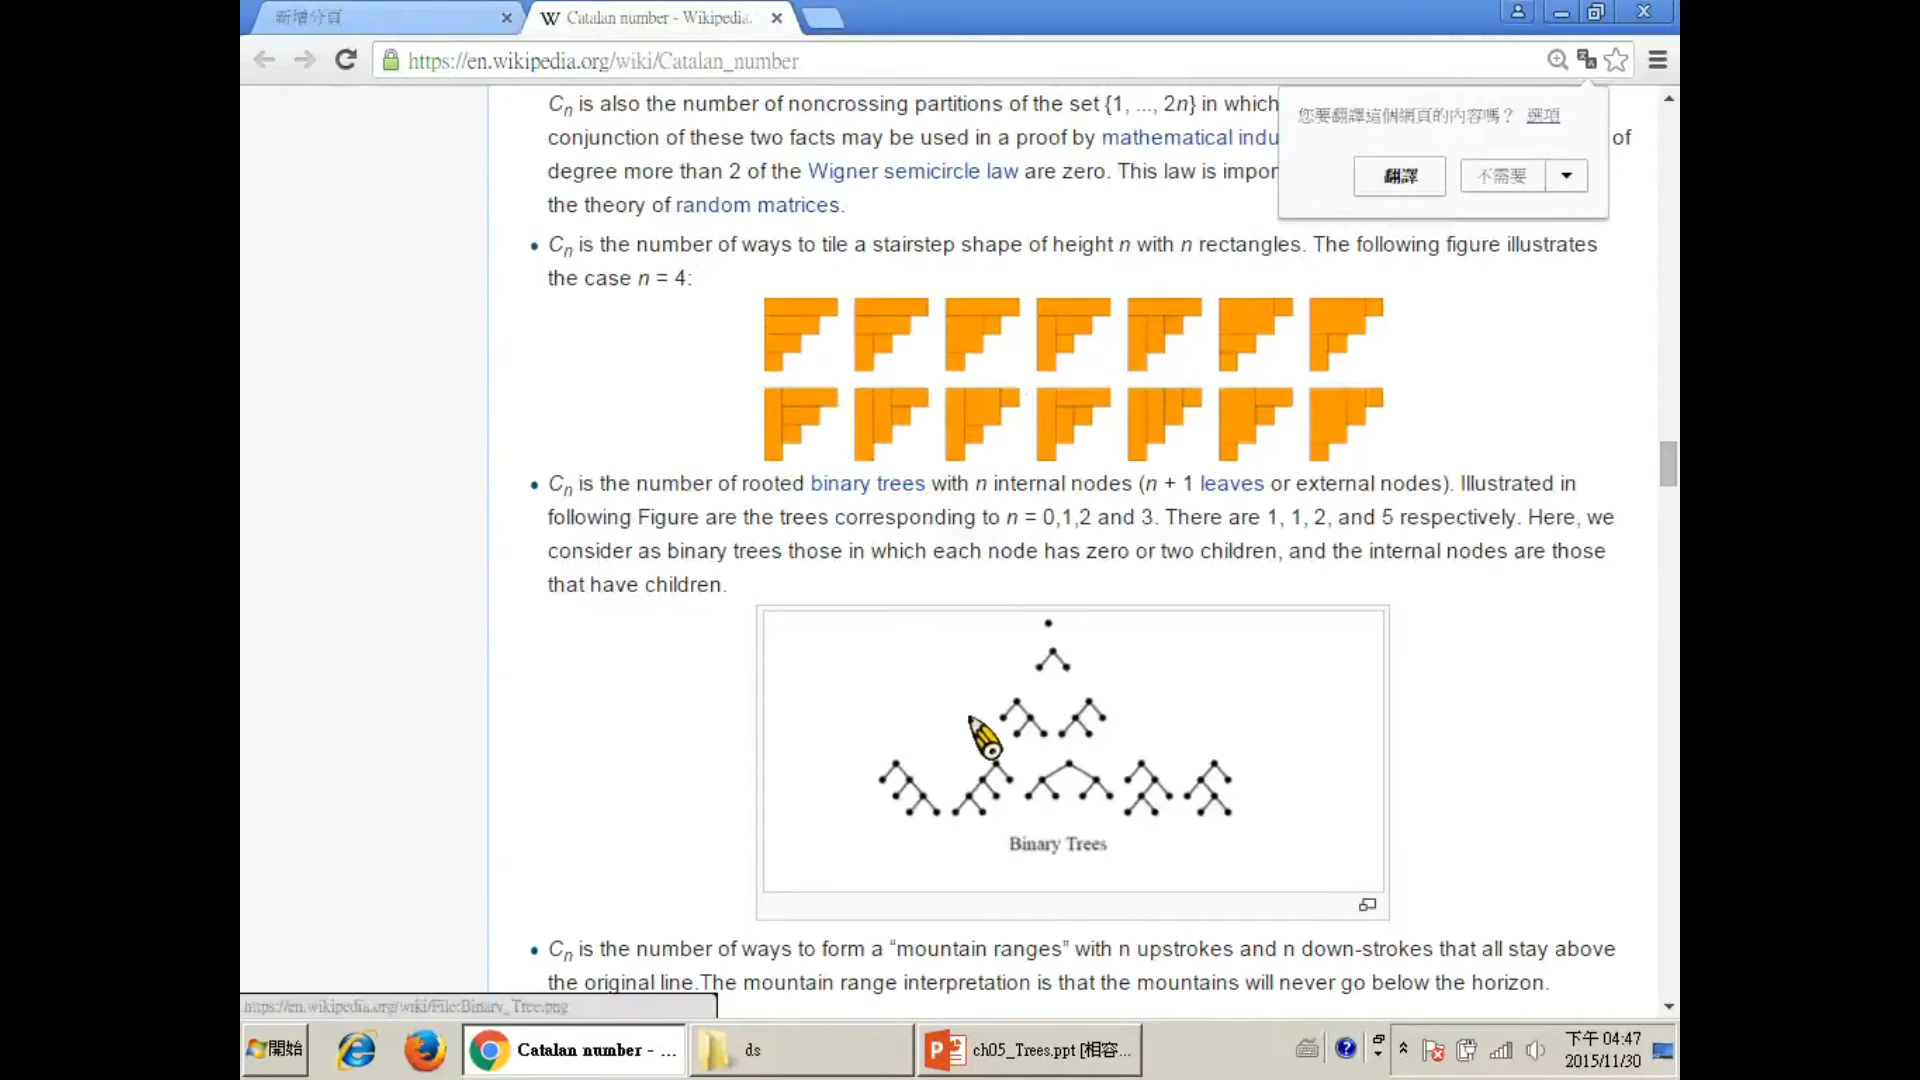 新增分頁
W Catalan number - Wikipedia,
https://en.wikipedia.org/wiki/Catalan_number
您要翻譯這個網頁的內容嗎？ 選項
翻譯 不需要
Cn is also the number of noncrossing partitions of the set {1, ..., 2n} in which
conjunction of these two facts may be used in a proof by mathematical indu of
degree more than 2 of the Wigner semicircle law are zero. This law is impor
the theory of random matrices.
• Cn is the number of ways to tile a stairstep shape of height n with n rectangles. The following figure illustrates
the case n = 4:
• Cn is the number of rooted binary trees with n internal nodes (n + 1 leaves or external nodes). Illustrated in
following Figure are the trees corresponding to n = 0,1,2 and 3. There are 1, 1, 2, and 5 respectively. Here, we
consider as binary trees those in which each node has zero or two children, and the internal nodes are those
that have children.
Binary Trees
• Cn is the number of ways to form a “mountain ranges” with n upstrokes and n down-strokes that all stay above
the original line.The mountain range interpretation is that the mountains will never go below the horizon.
https://en.wikipedia.org/wiki/File:Binary_Tree.png
開始
Catalan number - ...
ds
ch05_Trees.ppt [相容...
下午 04:47
2015/11/30